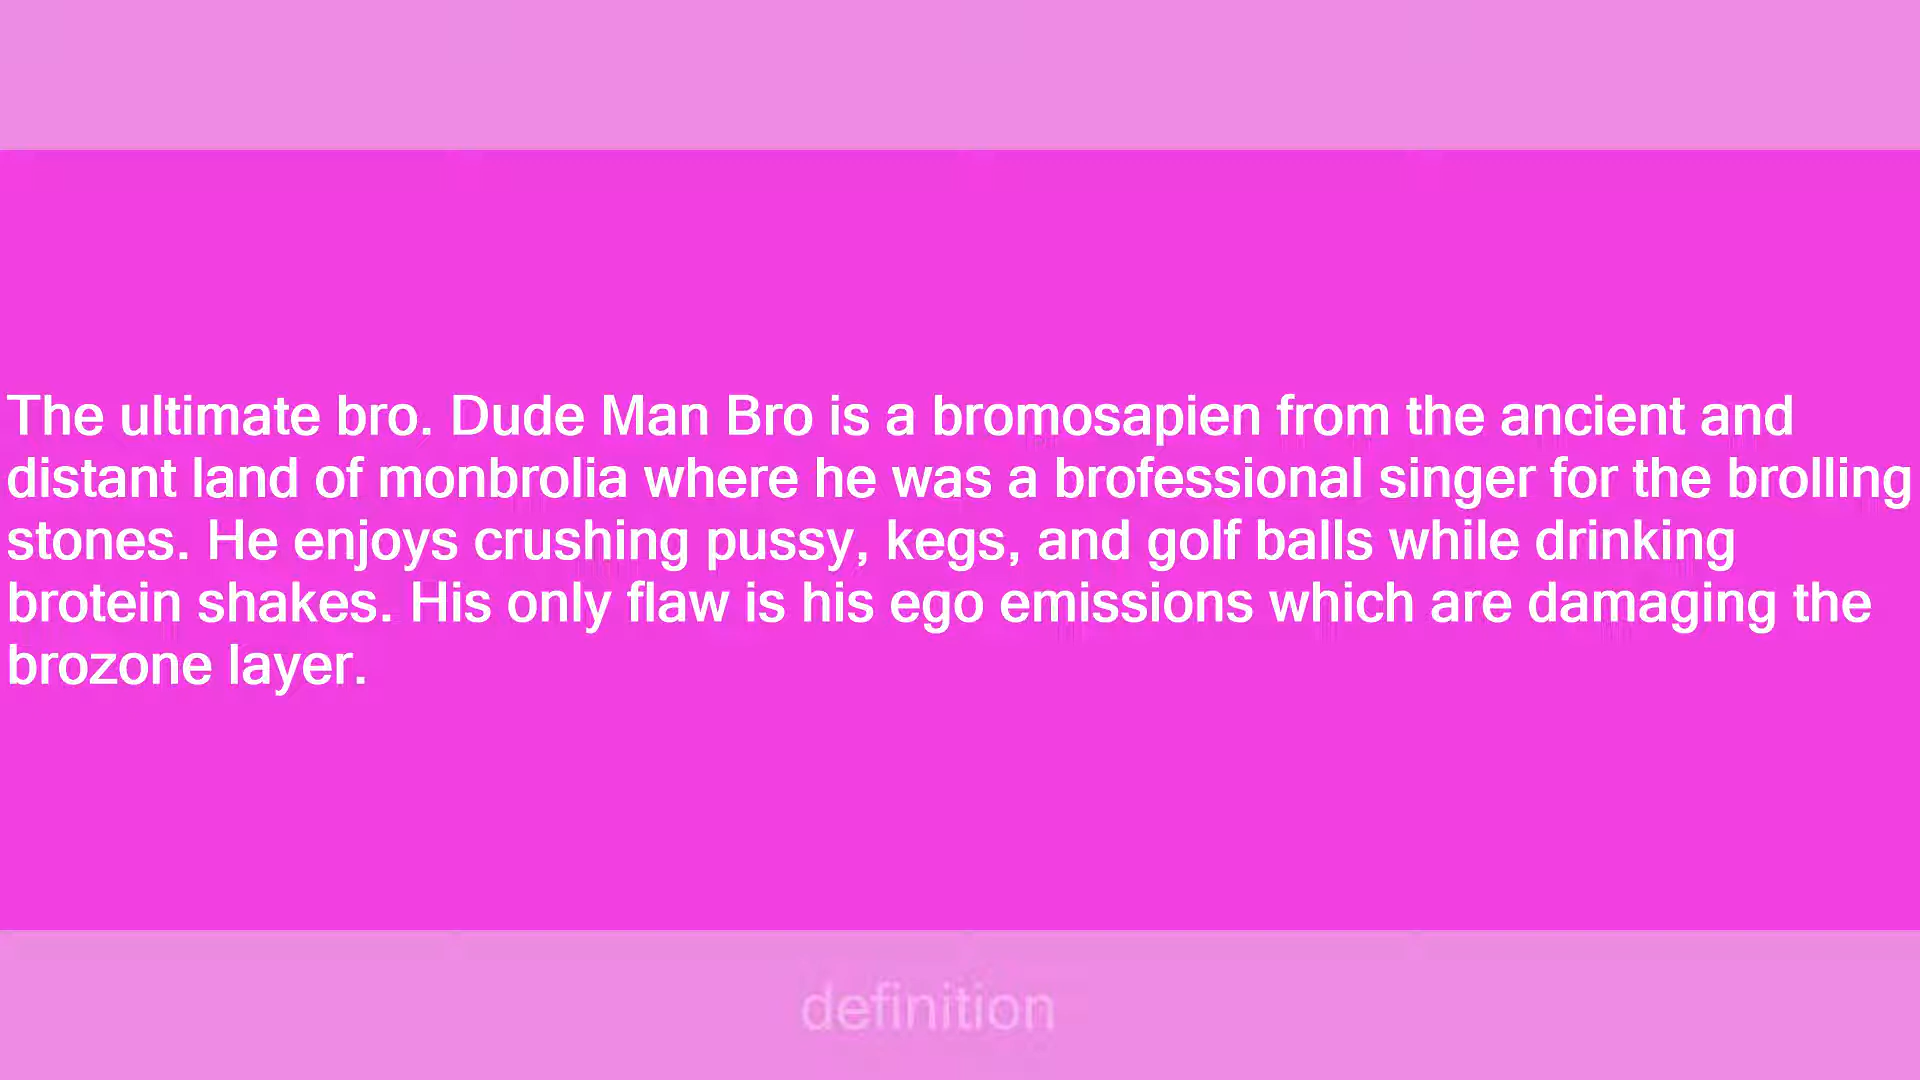 The ultimate bro. Dude Man Bro is a bromosapien from the ancient and
distant land of monbrolia where he was a brofessional singer for the brolling
stones. He enjoys crushing pussy, kegs, and golf balls while drinking
brotein shakes. His only flaw is his ego emissions which are damaging the
brozone layer.
definition